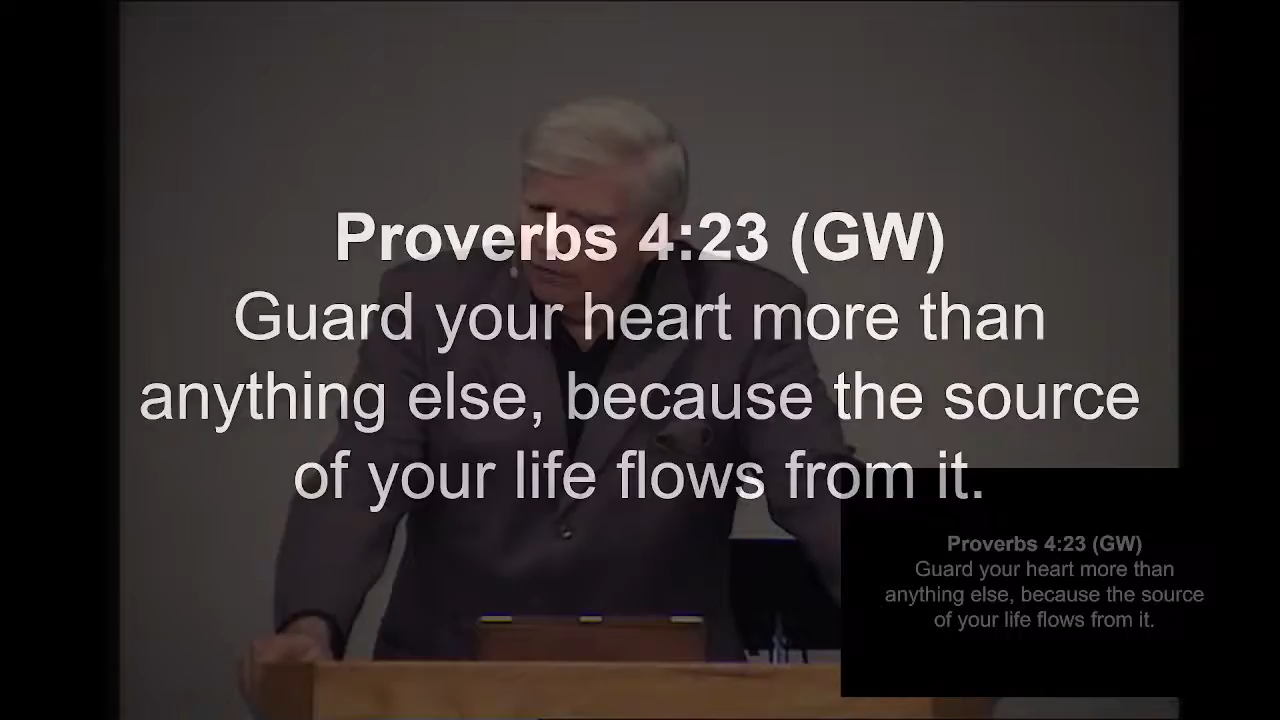 Proverbs 4:23 (GW)
Guard your heart more than
anything else, because the source
of your life flows from it.
Proverbs 4:23 (GW)
Guard your heart more than
anything else, because the source
of your life flows from it.